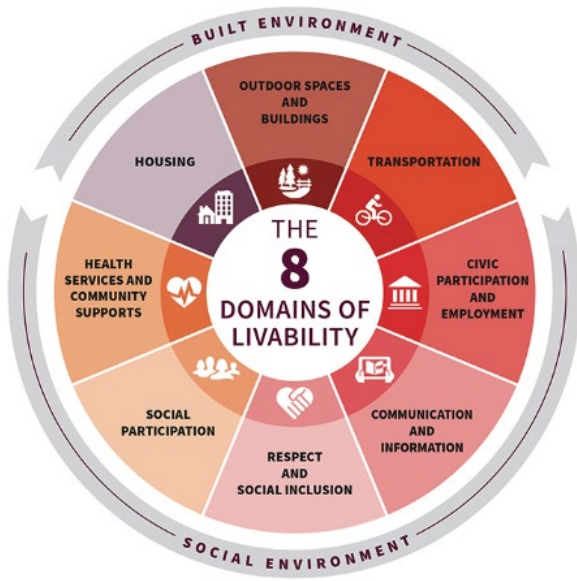 BUILT ENVIRONMENT
OUTDOOR SPACES
AND
BUILDINGS
TRANSPORTATION
CIVIC
PARTICIPATION
AND
EMPLOYMENT
COMMUNICATION
AND
INFORMATION
RESPECT
AND
SOCIAL INCLUSION
SOCIAL
PARTICIPATION
HEALTH
SERVICES AND
COMMUNITY
SUPPORTS
HOUSING
THE
8
DOMAINS OF
LIVABILITY
SOCIAL ENVIRONMENT